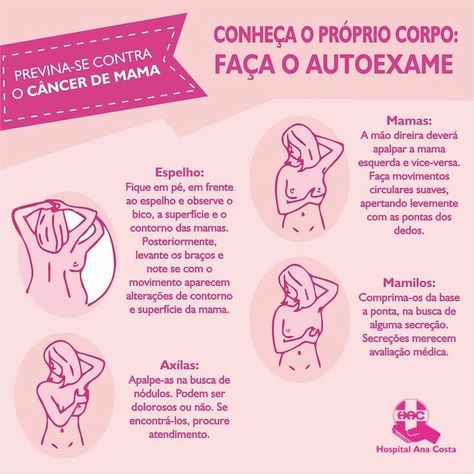 PREVINA-SE CONTRA
O CÂNCER DE MAMA
CONHEÇA O PRÓPRIO CORPO:
FAÇA O AUTOEXAME
Espelho:
Fique em pé, em frente
ao espelho e observe o
bico, a superfície e o
contorno das mamas.
Posteriormente,
levante os braços e
note se com o
movimento aparecem
alterações de contorno
e superfície da mama.
Mamas:
A mão direira deverá
apalpar a mama
esquerda e vice-versa.
Faça movimentos
circulares suaves,
apertando levemente
com as pontas dos
dedos.
Axílas:
Apalpe-as na busca de
nódulos. Podem ser
dolorosos ou não. Se
encontrá-los, procure
atendimento.
Mamilos:
Comprima-os da base
a ponta, na busca de
alguma secreção.
Secreções merecem
avaliação médica.
HAC
Hospital Ana Costa